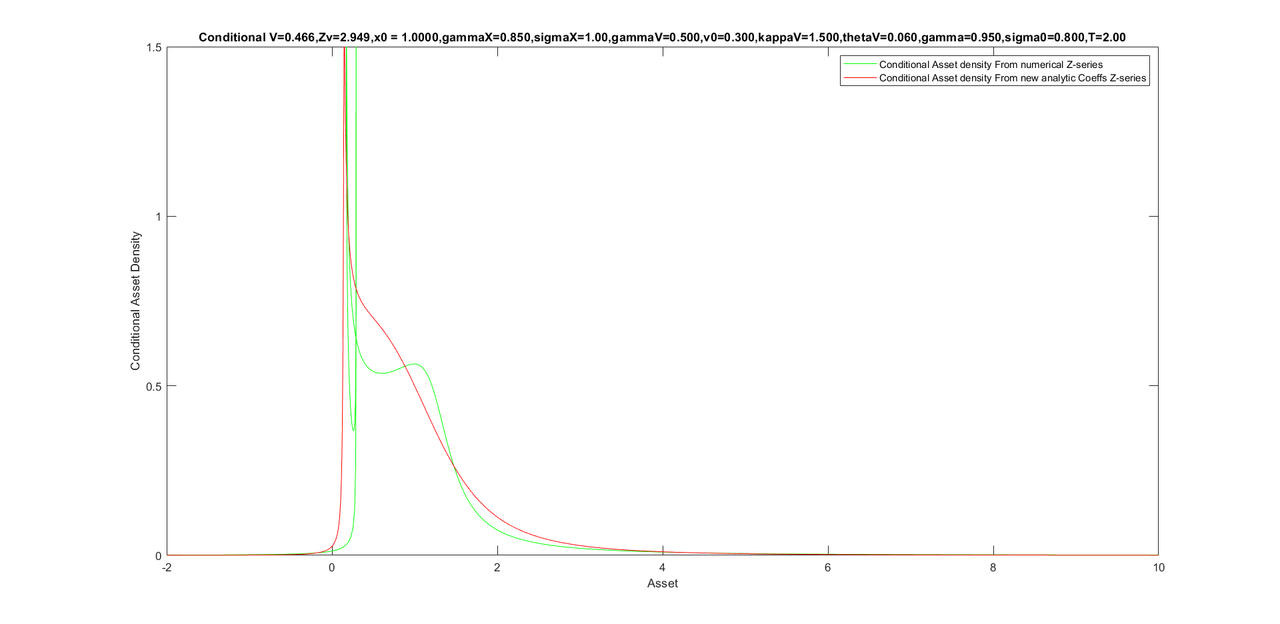 Conditional V=0.466,Zv=2.949,x0 = 1.0000,gammaX=0.850,sigmaX=1.00,gammaV=0.500,v0=0.300,kappaV=1.500,thetaV=0.060,gamma=0.950,sigma0=0.800,T=2.00
Conditional Asset density From numerical Z-series
Conditional Asset density From new analytic Coeffs Z-series
1.5
1
0.5
0
Conditional Asset Density
-2 0 2 4 6 8 10
Asset